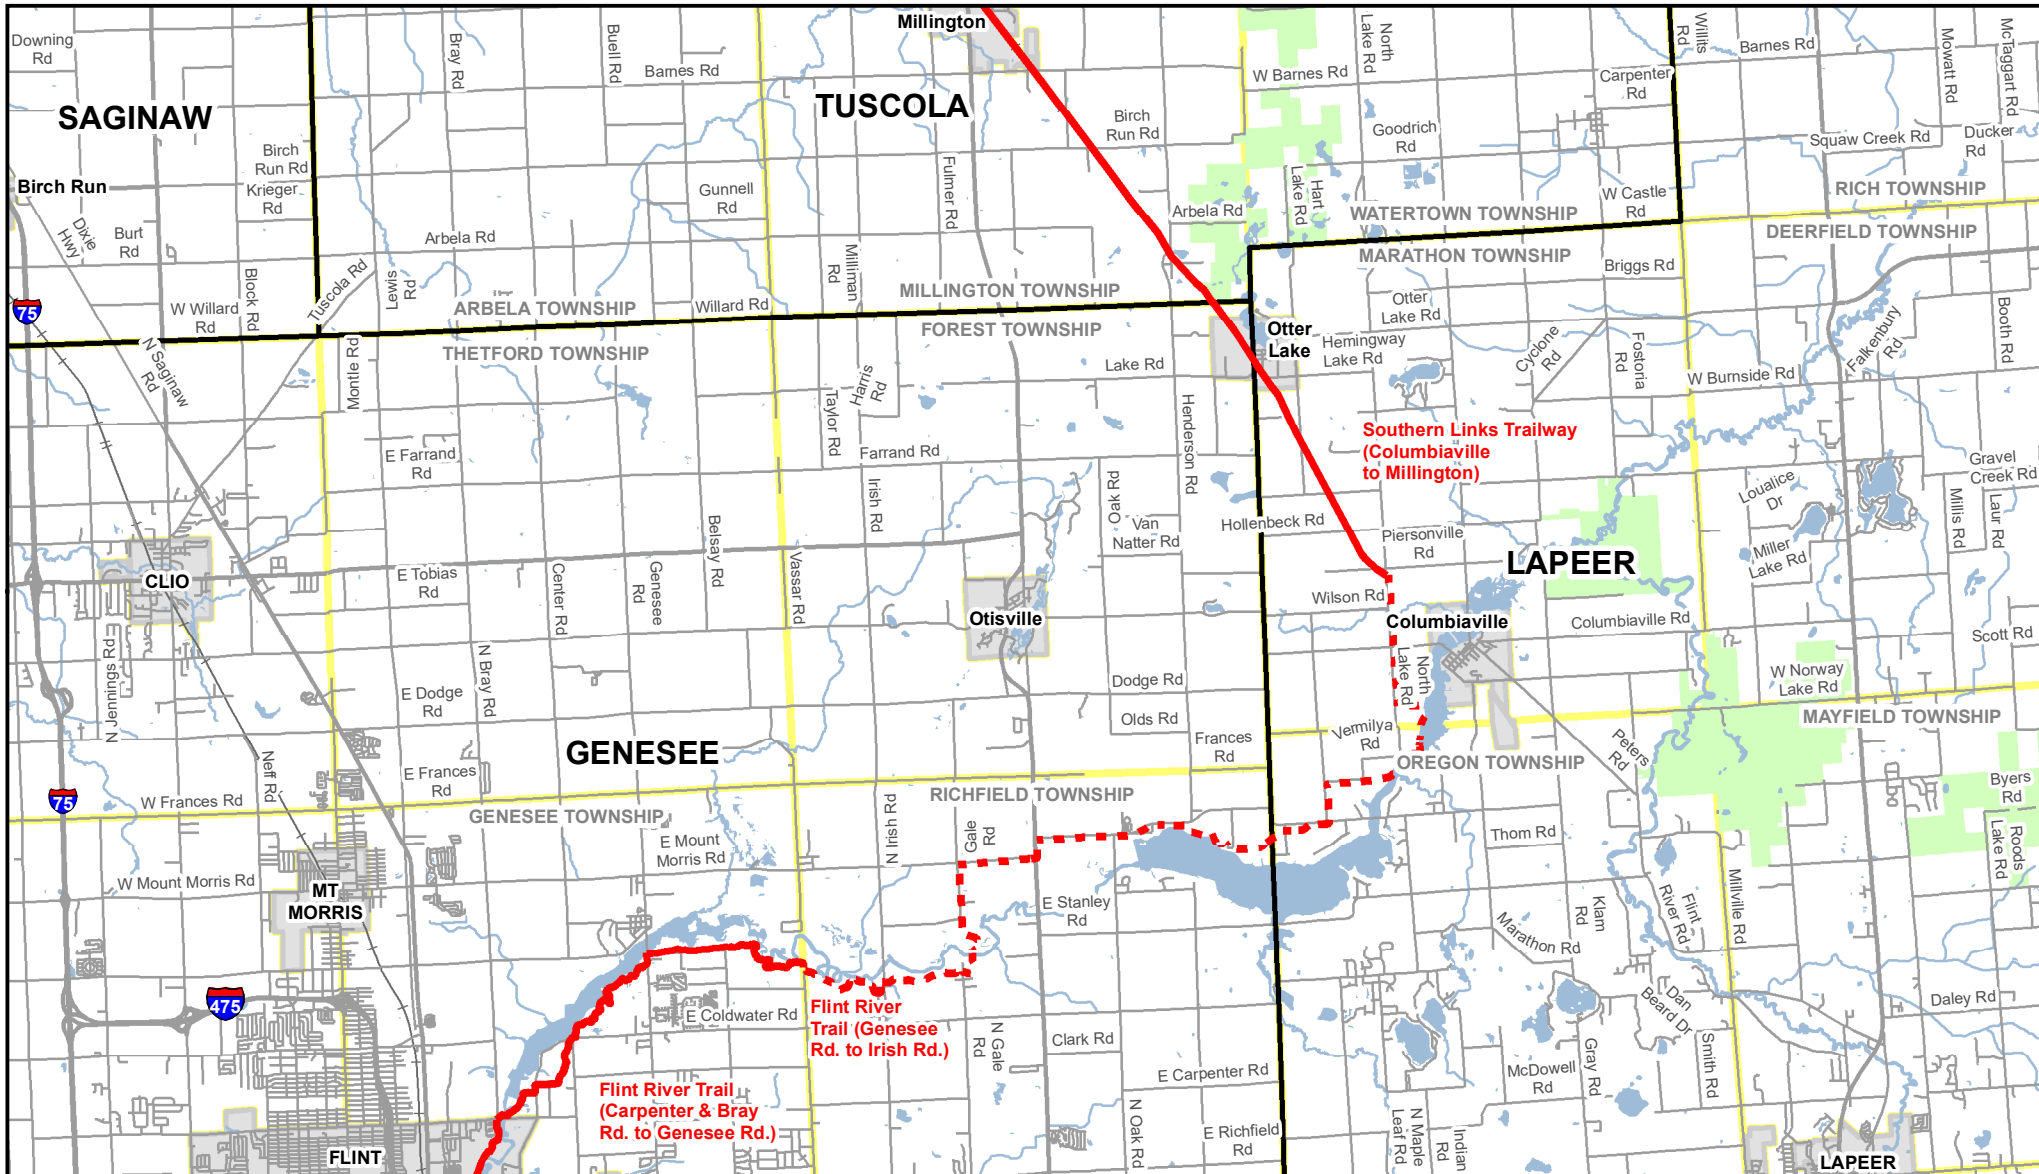 Millington
Downing
Rd
Bray Rd
Buell Rd
Barnes Rd
W Barnes Rd
North
Lake Rd
Carpenter
Rd
Willits
Rd
Barnes Rd
Mowatt Rd
McTaggart Rd
SAGINAW
TUSCOLA
Birch
Run Rd
Goodrich
Rd
Squaw Creek Rd
Ducker
Rd
Birch
Run Rd
Krieger
Rd
Birch Run
Gunnell
Rd
Fulmer Rd
Arbela Rd
Hart
Lake Rd
W Castle
Rd
RICH TOWNSHIP
WATERTOWN TOWNSHIP
DEERFIELD TOWNSHIP
MARATHON TOWNSHIP
Dixie
Hwy
Burt
Rd
Arbela Rd
Milliman
Rd
Briggs Rd
Block Rd
Tuscola Rd
Lewis
Rd
W Willard
Rd
ARBELA TOWNSHIP
Willard Rd
MILLINGTON TOWNSHIP
Otter
Lake Rd
Booth Rd
75
FOREST TOWNSHIP
THETFORD TOWNSHIP
Otter
Lake
Hemingway
Lake Rd
Cyclone
Rd
Fostoria
Rd
Falkenbury
Rd
N Saginaw
Rd
Montle Rd
Harris
Rd
Taylor Rd
Lake Rd
Henderson Rd
W Burnside Rd
Southern Links Trailway
(Columbiaville
to Millington)
E Farrand
Rd
Farrand Rd
Irish Rd
Oak Rd
Loualice
Dr
Gravel
Creek Rd
Millis Rd
Laur Rd
Van
Natter Rd
Hollenbeck Rd
Piersonville
Rd
LAPEER
Miller
Lake Rd
Belsay Rd
Vassar Rd
CLIO
E Tobias
Rd
Center Rd
Genesee
Rd
Wilson Rd
Otisville
Columbiaville
Columbiaville Rd
Scott Rd
N Jennings Rd
N Bray Rd
E Dodge
Rd
Dodge Rd
North
Lake Rd
W Norway
Lake Rd
Olds Rd
MAYFIELD TOWNSHIP
Neff Rd
GENESEE
Frances
Rd
Vermilya
Rd
Peters
Rd
OREGON TOWNSHIP
E Frances
Rd
W Frances Rd
75
RICHFIELD TOWNSHIP
GENESEE TOWNSHIP
Byers
Rd
N Irish Rd
Gale
Rd
E Mount
Morris Rd
Thom Rd
Roods
Lake Rd
W Mount Morris Rd
MT
MORRIS
E Stanley
Rd
Klam
Rd
Flint
River Rd
Millville Rd
Marathon Rd
475
Flint River
Trail (Genesee
Rd. to Irish Rd.)
E Coldwater Rd
Dan
Beard Dr
Daley Rd
N Gale
Rd
Clark Rd
Smith Rd
Gray Rd
McDowell
Rd
E Carpenter Rd
Flint River Trail
(Carpenter & Bray
Rd. to Genesee Rd.)
N Oak Rd
E Richfield
Rd
N Maple
Leaf Rd
Indian
Rd
FLINT
LAPEER